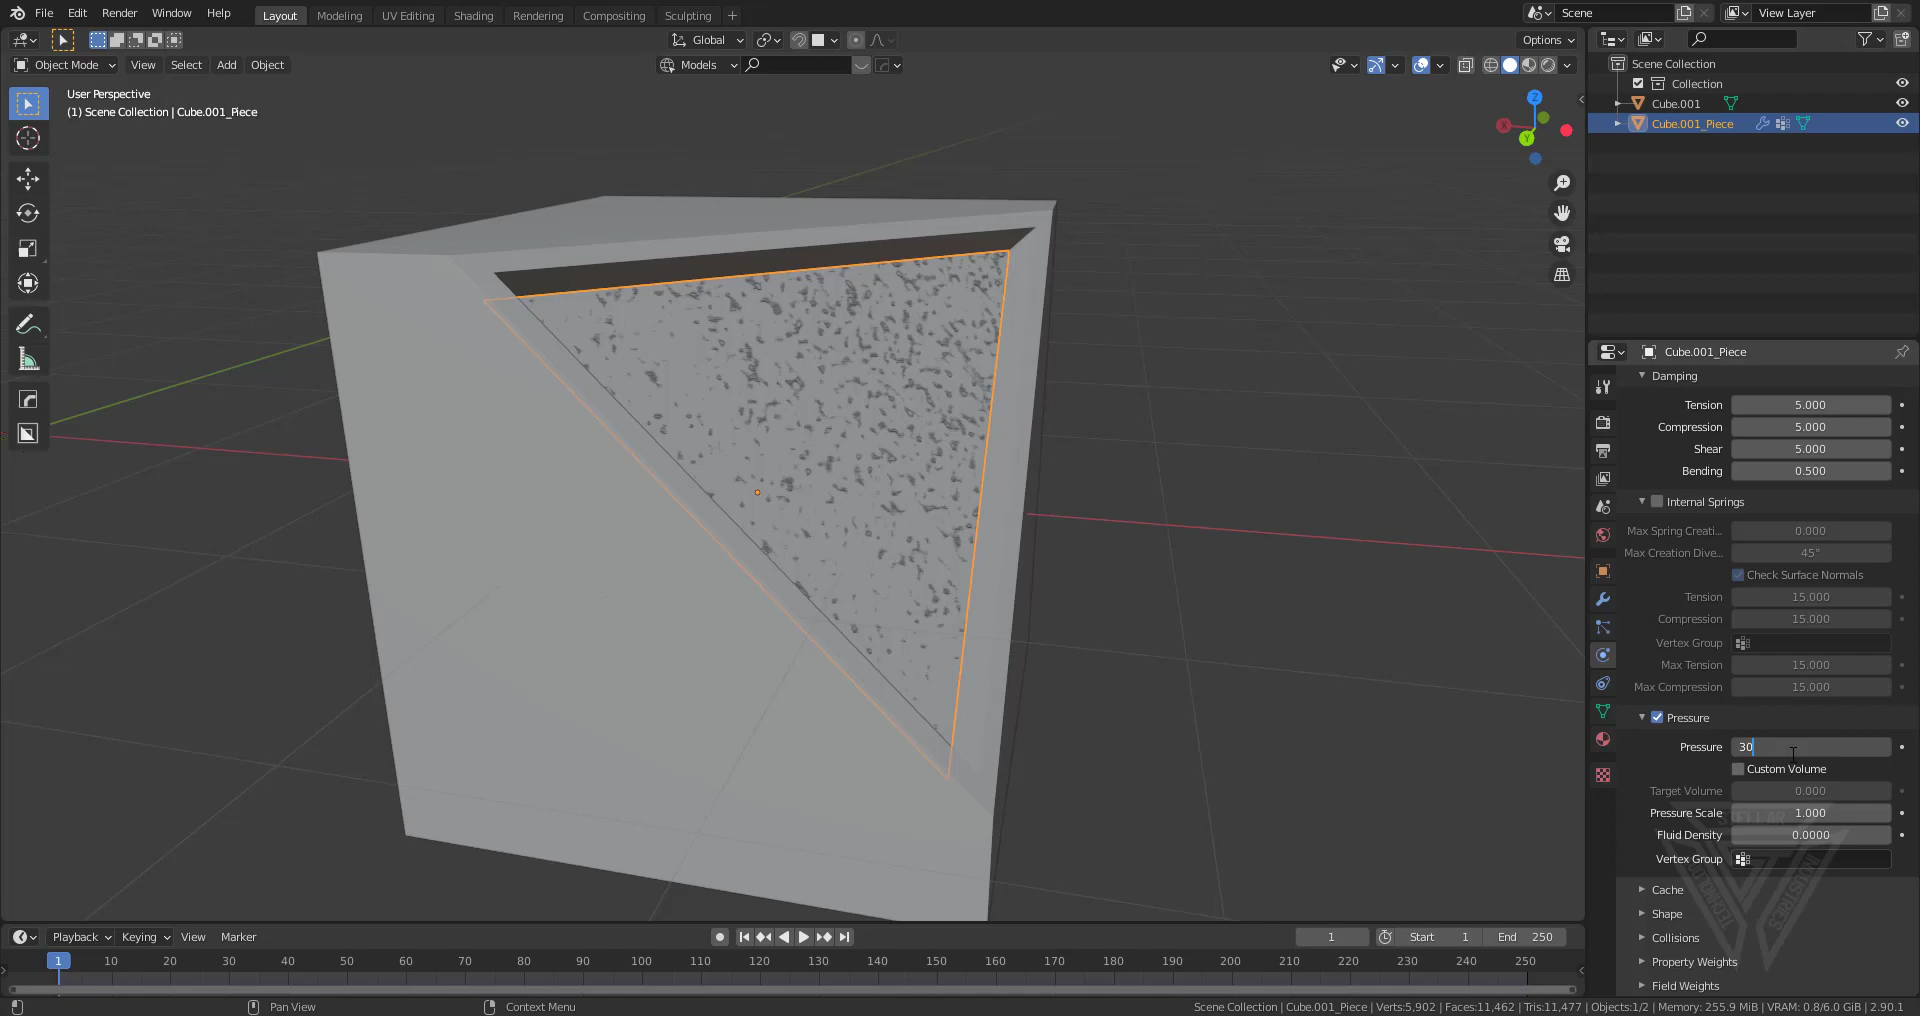 File Edit Render Window Help Layout Modeling UV Editing Shading Rendering Compositing Sculpting + Scene View Layer
Global Options
Object Mode View Select Add Object Models
User Perspective
(1) Scene Collection | Cube.001_Piece
Z
X
Y
Scene Collection
Collection
Cube.001
Cube.001_Piece
Cube.001_Piece
Damping
Tension 5.000
Compression 5.000
Shear 5.000
Bending 0.500
Internal Springs
Max Spring Creati... 0.000
Max Creation Dive... 45°
Check Surface Normals
Tension 15.000
Compression 15.000
Vertex Group
Max Tension 15.000
Max Compression 15.000
Pressure
Pressure 30
Custom Volume
Target Volume 0.000
Pressure Scale 1.000
STELLAR
Fluid Density 0.0000
Vertex Group
INDUSTRIES
Cache
Shape
Collisions
Property Weights
Field Weights
Playback Keying View Marker 1 Start 1 End 250
1 10 20 30 40 50 60 70 80 90 100 110 120 130 140 150 160 170 180 190 200 210 220 230 240 250
Pan View Context Menu Scene Collection | Cube.001_Piece | Verts:5,902 | Faces:11,462 | Tris:11,477 | Objects:1/2 | Memory: 255.9 MiB | VRAM: 0.8/6.0 GiB | 2.90.1